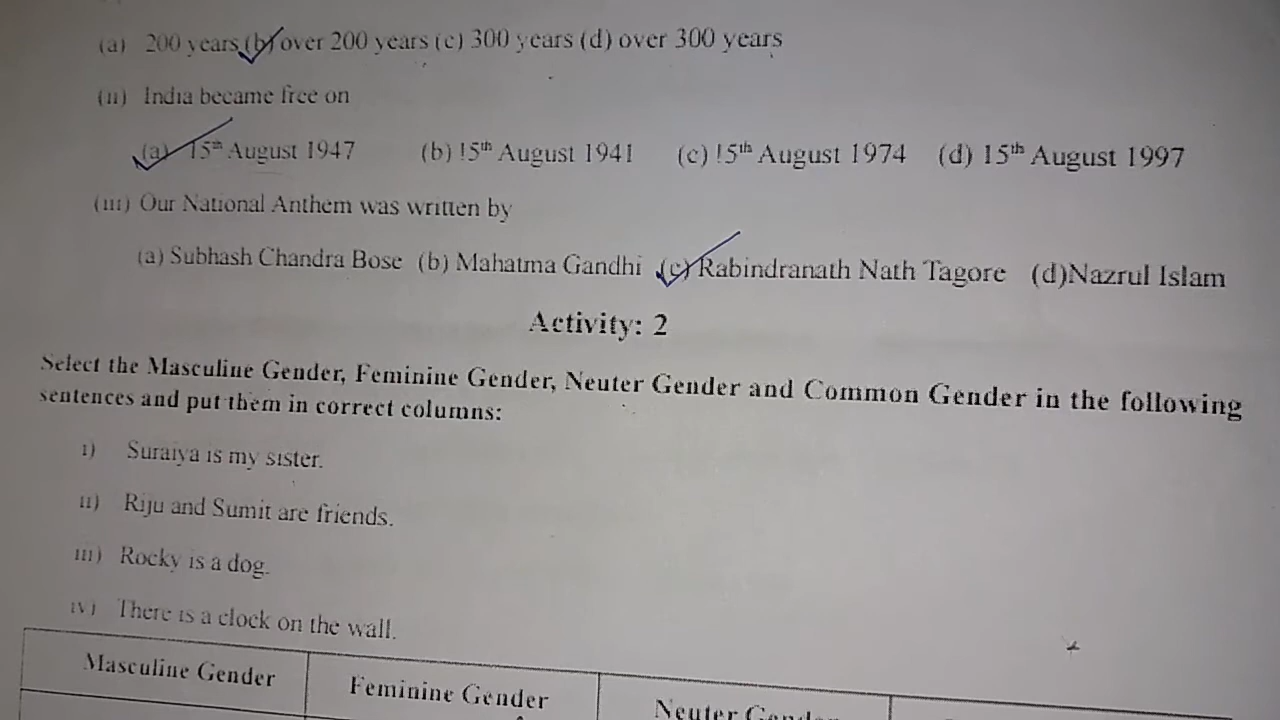 (a) 200 years (b) over 200 years (c) 300 years (d) over 300 years
(ii) India became free on
(a) 15th August 1947 (b) !5th August 1941 (c) !5th August 1974 (d) 15th August 1997
(iii) Our National Anthem was written by
(a) Subhash Chandra Bose (b) Mahatma Gandhi (c) Rabindranath Nath Tagore (d)Nazrul Islam
Activity: 2
Select the Masculine Gender, Feminine Gender, Neuter Gender and Common Gender in the following
sentences and put them in correct columns:
i) Suraiya is my sister.
ii) Riju and Sumit are friends.
iii) Rocky is a dog.
iv) There is a clock on the wall.
Masculine Gender Feminine Gender Neuter Gender